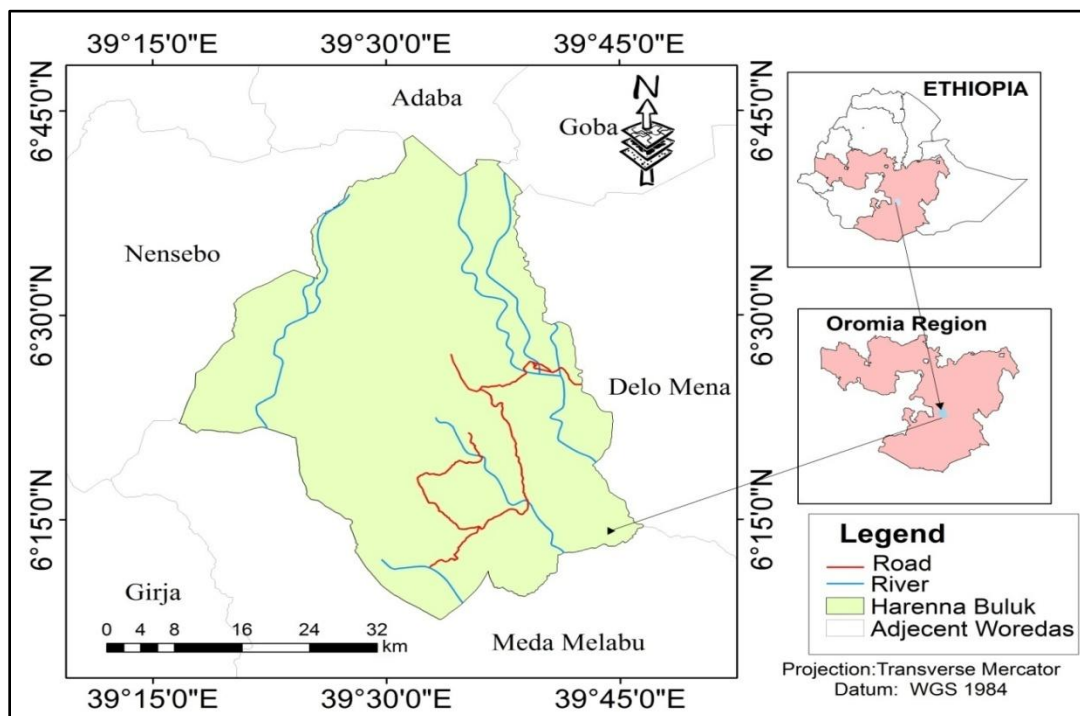 39°15'0"E 39°30'0"E 39°45'0"E
6°45'0"N
6°30'0"N
6°15'0"N
Adaba
Goba
N
Nensebo
Delo Mena
Girja
Meda Melabu
0 4 8 16 24 32
km
39°15'0"E 39°30'0"E 39°45'0"E
6°45'0"N
6°30'0"N
6°15'0"N
ETHIOPIA
Oromia Region
Legend
Road
River
Harenna Buluk
Adjecent Woredas
Projection:Transverse Mercator
Datum: WGS 1984